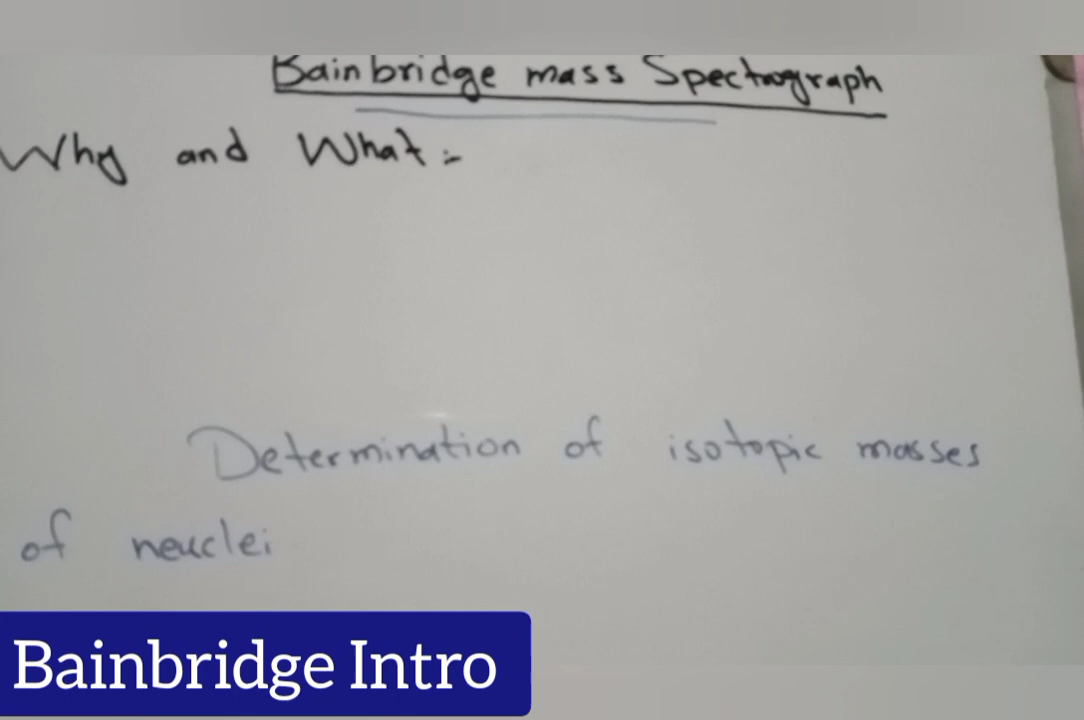 Bainbridge mass Spectrograph
Why and What :-
Determination of isotopic masses
of neuclei
Bainbridge Intro